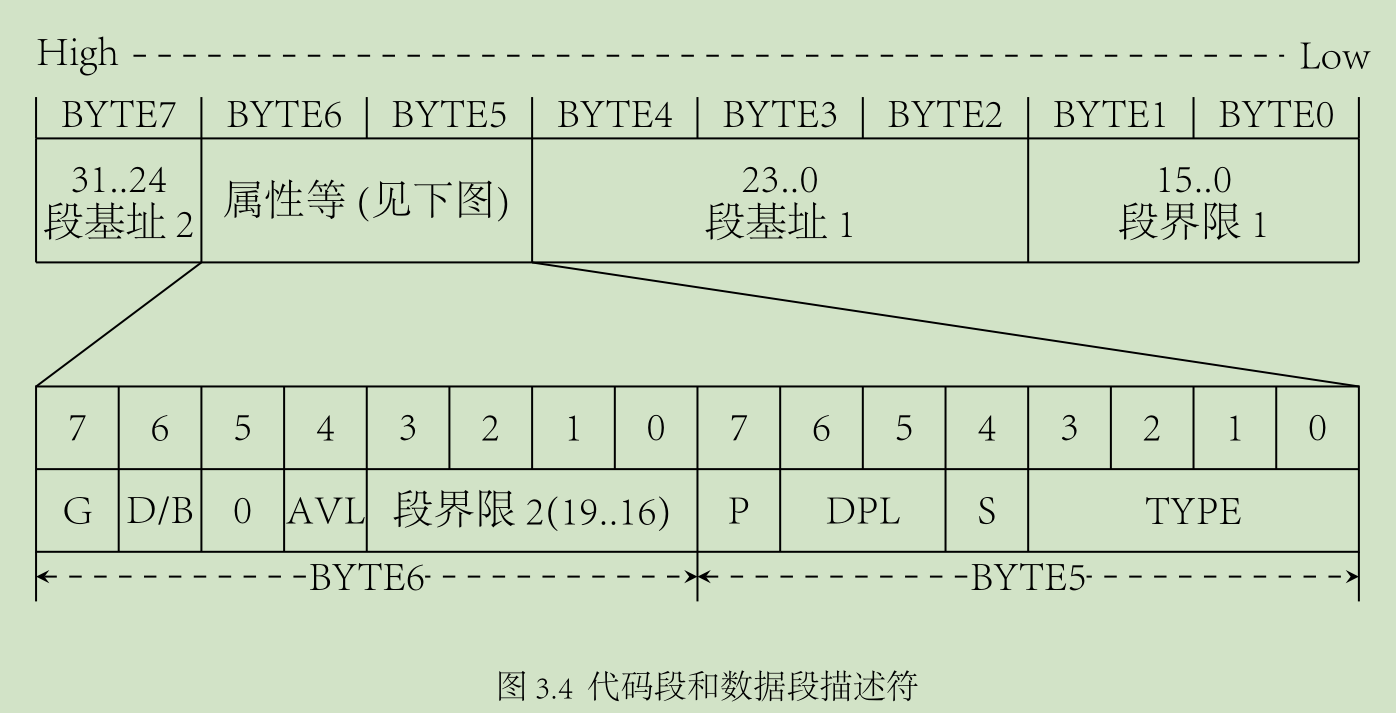 High Low
BYTE7 BYTE6 BYTE5 BYTE4 BYTE3 BYTE2 BYTE1 BYTE0
31..24 23..0 15..0
段基址 2 属性等 (见下图) 段基址 1 段界限 1
7 6 5 4 3 2 1 0 7 6 5 4 3 2 1 0
G D/B 0 AVL 段界限 2(19..16) P DPL S TYPE
BYTE6 BYTE5
图 3.4 代码段和数据段描述符